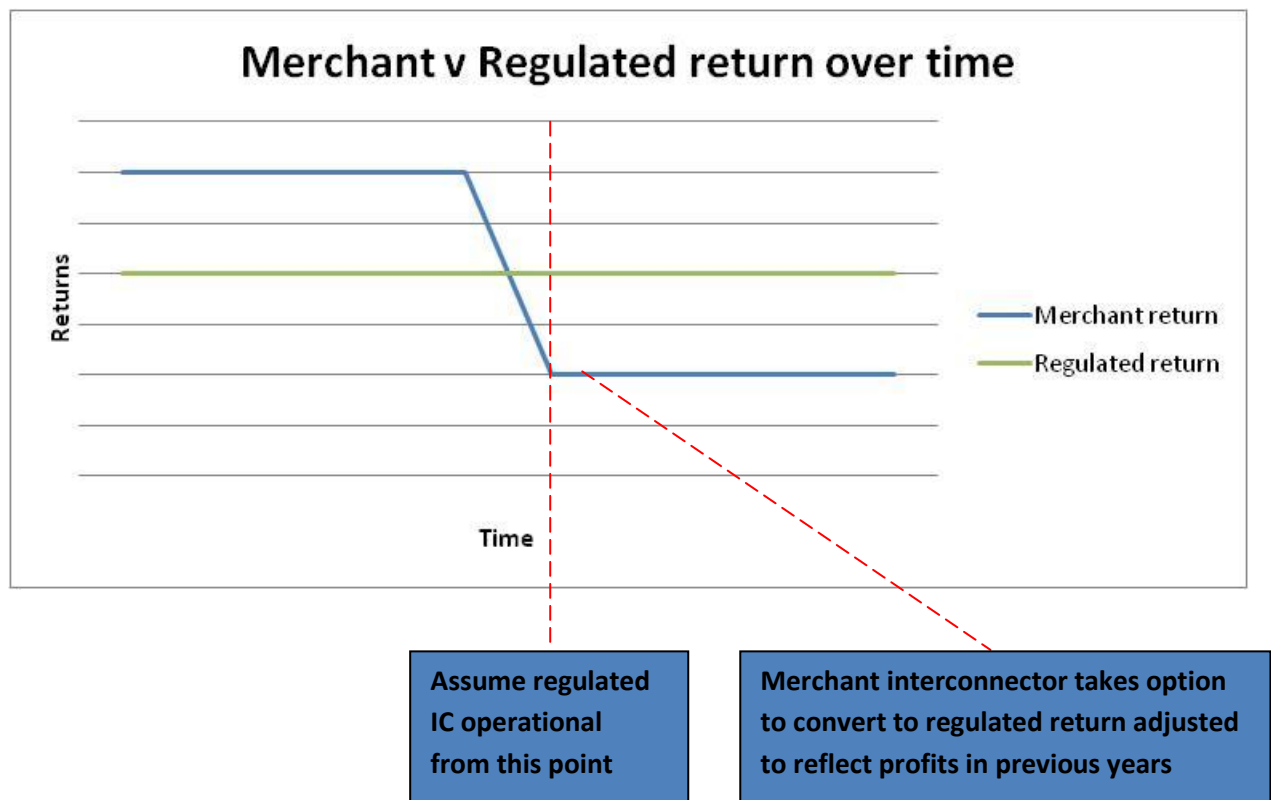 Merchant v Regulated return over time
Returns
Merchant return
Regulated return
Time
Assume regulated
IC operational
from this point
Merchant interconnector takes option
to convert to regulated return adjusted
to reflect profits in previous years